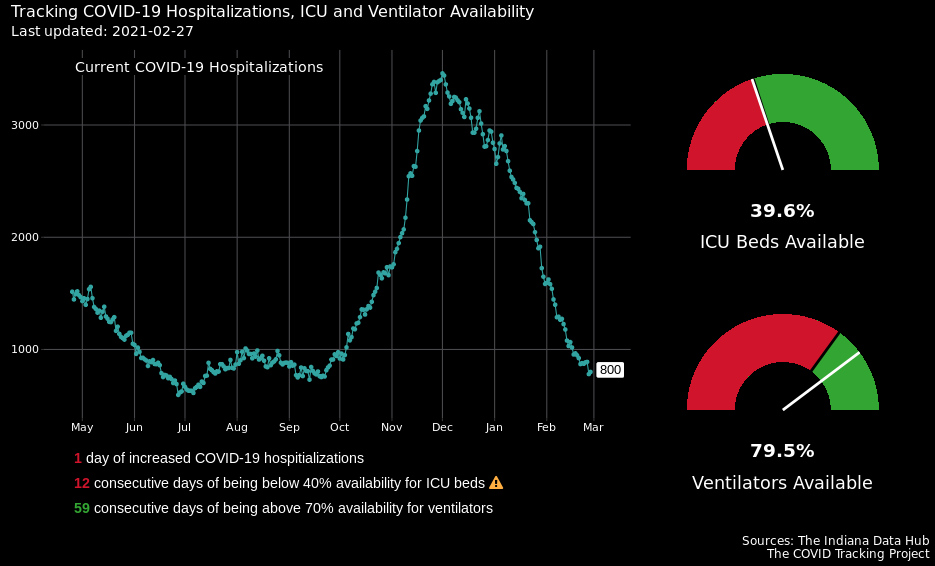 Tracking COVID-19 Hospitalizations, ICU and Ventilator Availability
Last updated: 2021-02-27
Current COVID-19 Hospitalizations
3000
2000
1000
800
May Jun Jul Aug Sep Oct Nov Dec Jan Feb Mar
39.6%
ICU Beds Available
79.5%
Ventilators Available
1 day of increased COVID-19 hospitializations
12 consecutive days of being below 40% availability for ICU beds
59 consecutive days of being above 70% availability for ventilators
Sources: The Indiana Data Hub
The COVID Tracking Project